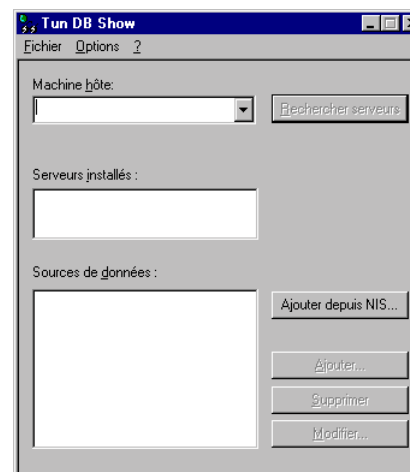 Tun DB Show
Fichier Options ?
Machine hôte:
Rechercher serveurs
Serveurs installés :
Sources de données :
Ajouter depuis NIS...
Ajouter...
Supprimer
Modifier...